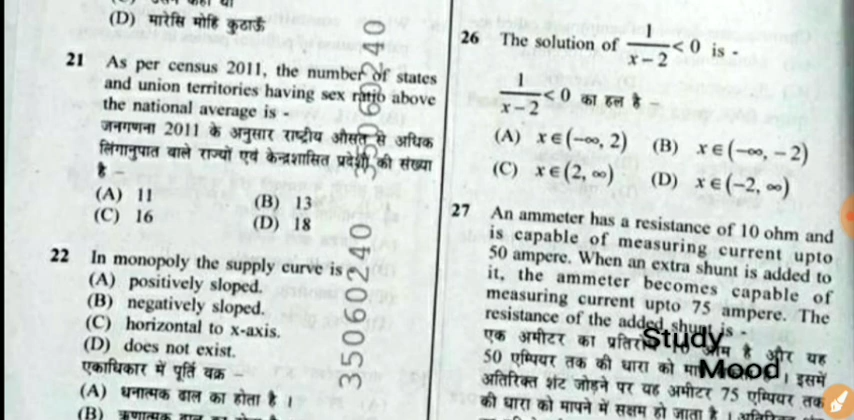 (D) मारेसि मोहि कुठाऊँ
21 As per census 2011, the number of states
and union territories having sex ratio above
the national average is -
जनगणना 2011 के अनुसार राष्ट्रीय औसत से अधिक
लिंगानुपात वाले राज्यों एवं केन्द्रशासित प्रदेशों की संख्या
है –
(A) 11 (B) 13
(C) 16 (D) 18
22 In monopoly the supply curve is :
(A) positively sloped.
(B) negatively sloped.
(C) horizontal to x-axis.
(D) does not exist.
एकाधिकार में पूर्ति वक्र –
(A) धनात्मक ढाल का होता है ।
(B) ऋणात्मक ढाल का होता है
35060240 35060240
26 The solution of 1/(x−2) < 0 is -
1/(x−2) < 0 का हल है –
(A) x∈(−∞, 2) (B) x∈(−∞, −2)
(C) x∈(2, ∞) (D) x∈(−2, ∞)
27 An ammeter has a resistance of 10 ohm and
is capable of measuring current upto
50 ampere. When an extra shunt is added to
it, the ammeter becomes capable of
measuring current upto 75 ampere. The
resistance of the added shunt is -
एक अमीटर का प्रतिरोध 10 ओम है और यह
50 एम्पियर तक की धारा को है । इसमें
अतिरिक्त शंट जोड़ने पर यह अमीटर 75 एम्पियर तक
की धारा को मापने में सक्षम हो जाता है । अतिरिक्त
Study
Mood